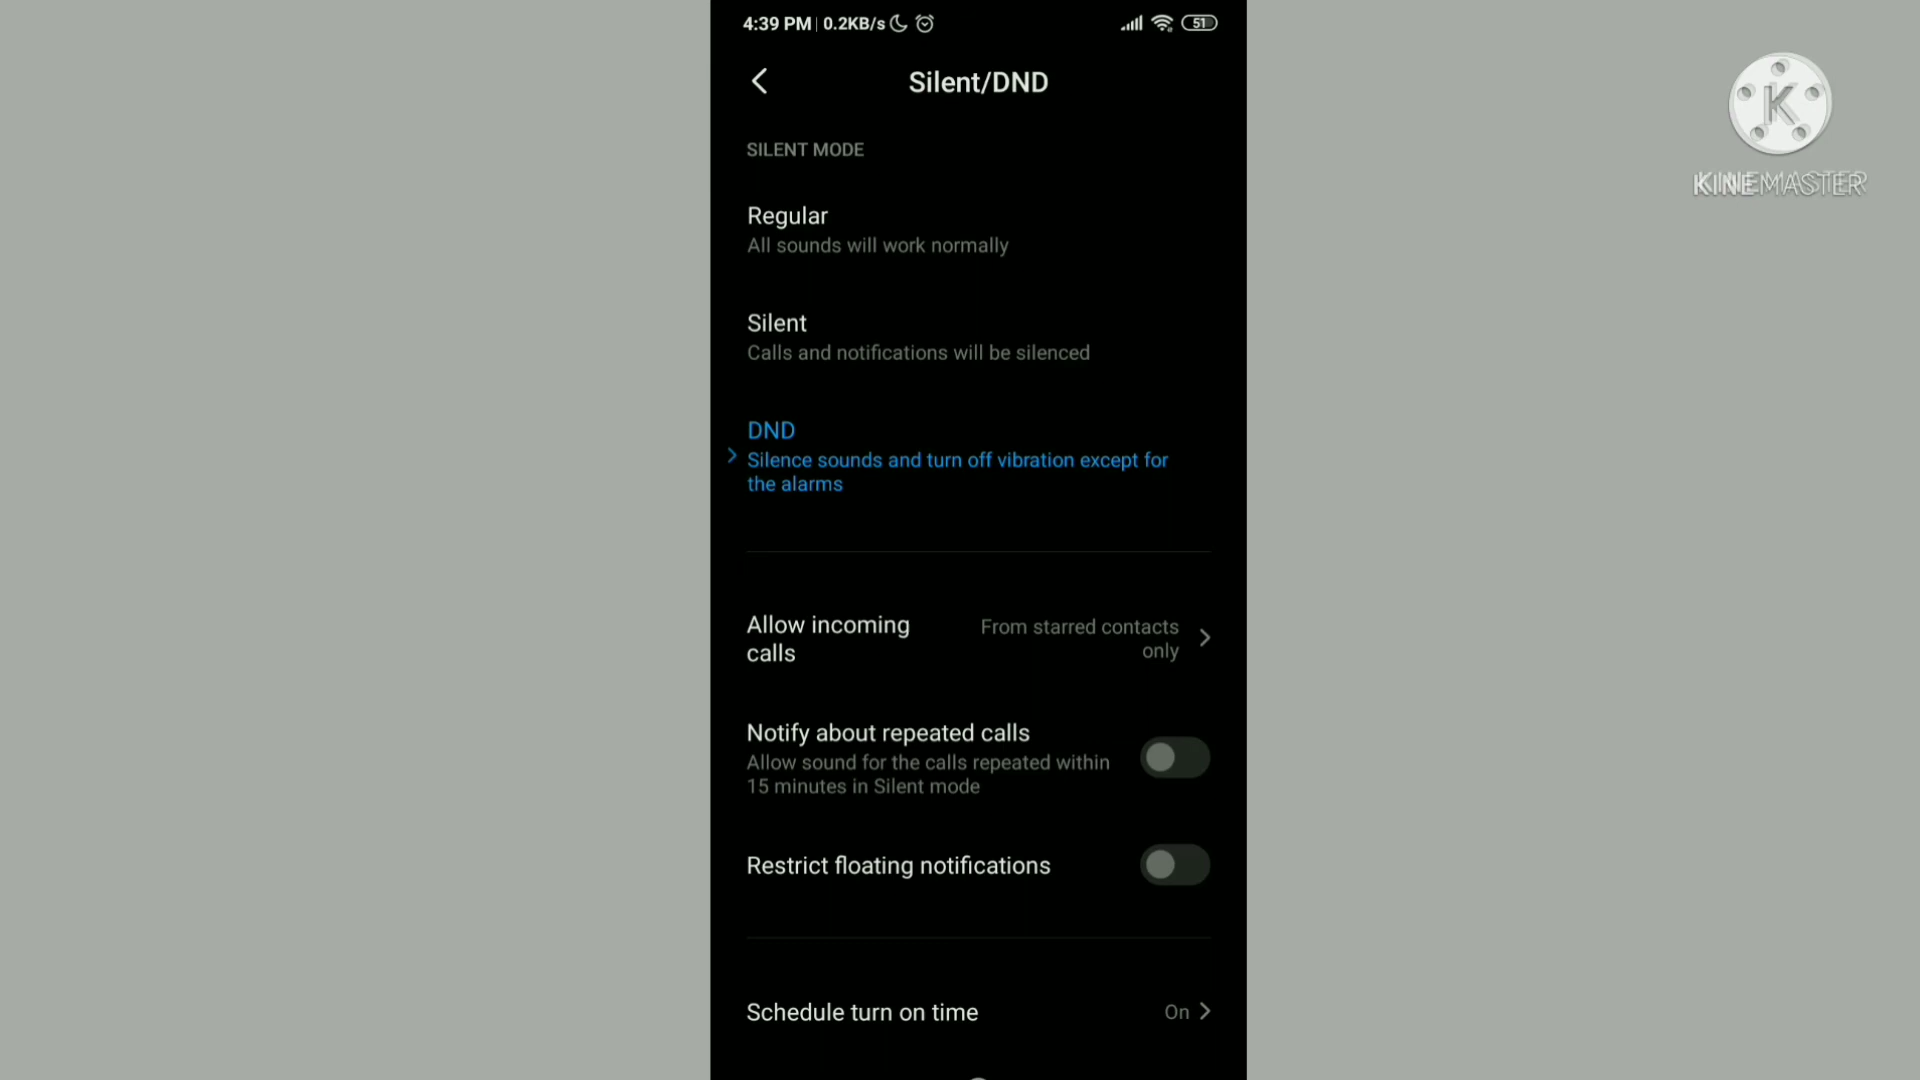 4:39 PM 0.2KB/s
51
Silent/DND
SILENT MODE
Regular
All sounds will work normally
Silent
Calls and notifications will be silenced
DND
Silence sounds and turn off vibration except for
the alarms
Allow incoming
calls
From starred contacts
only
Notify about repeated calls
Allow sound for the calls repeated within
15 minutes in Silent mode
Restrict floating notifications
Schedule turn on time
On
K
KINEMASTER